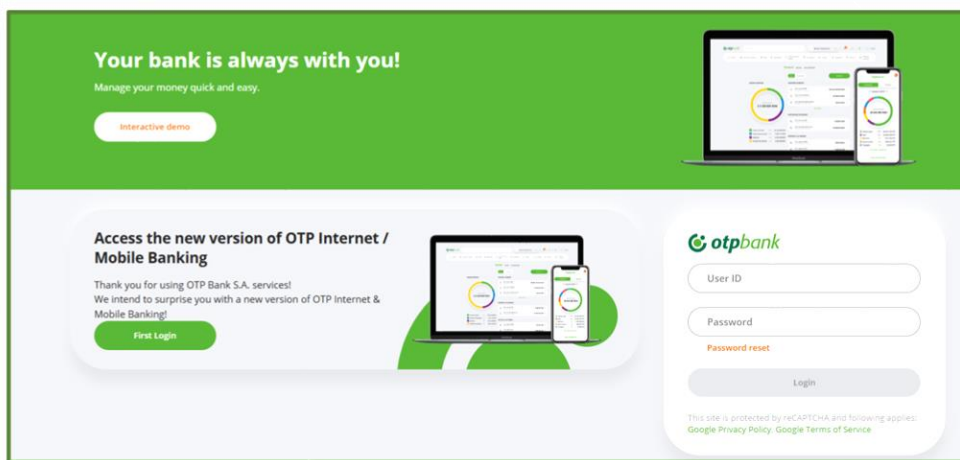 Your bank is always with you!
Manage your money quick and easy.
Interactive demo
Access the new version of OTP Internet /
Mobile Banking
Thank you for using OTP Bank S.A. services!
We intend to surprise you with a new version of OTP Internet &
Mobile Banking!
First Login
otpbank
User ID
Password
Password reset
Login
This site is protected by reCAPTCHA and following applies:
Google Privacy Policy. Google Terms of Service